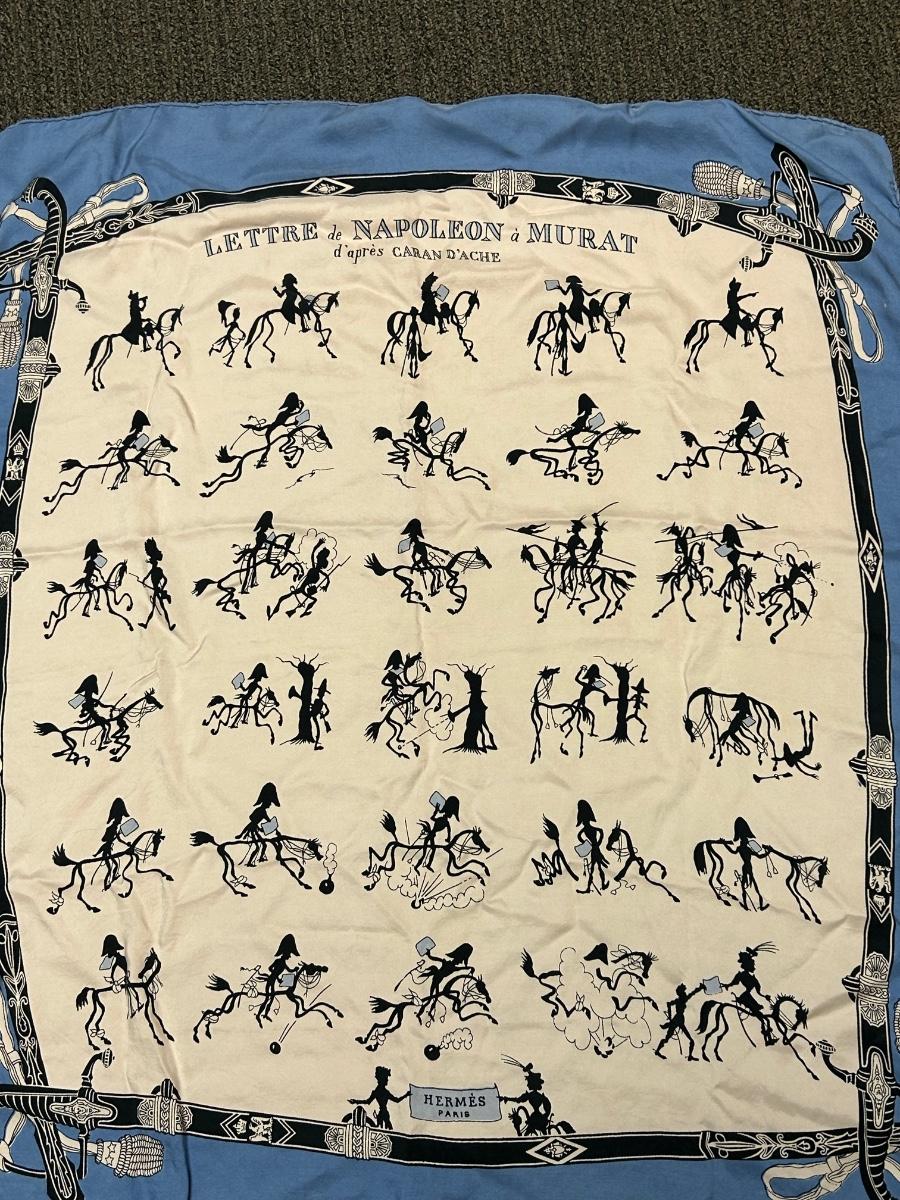 LETTRE de NAPOLEON à MURAT
d'après CARAN D'ACHE
HERMÈS
PARIS